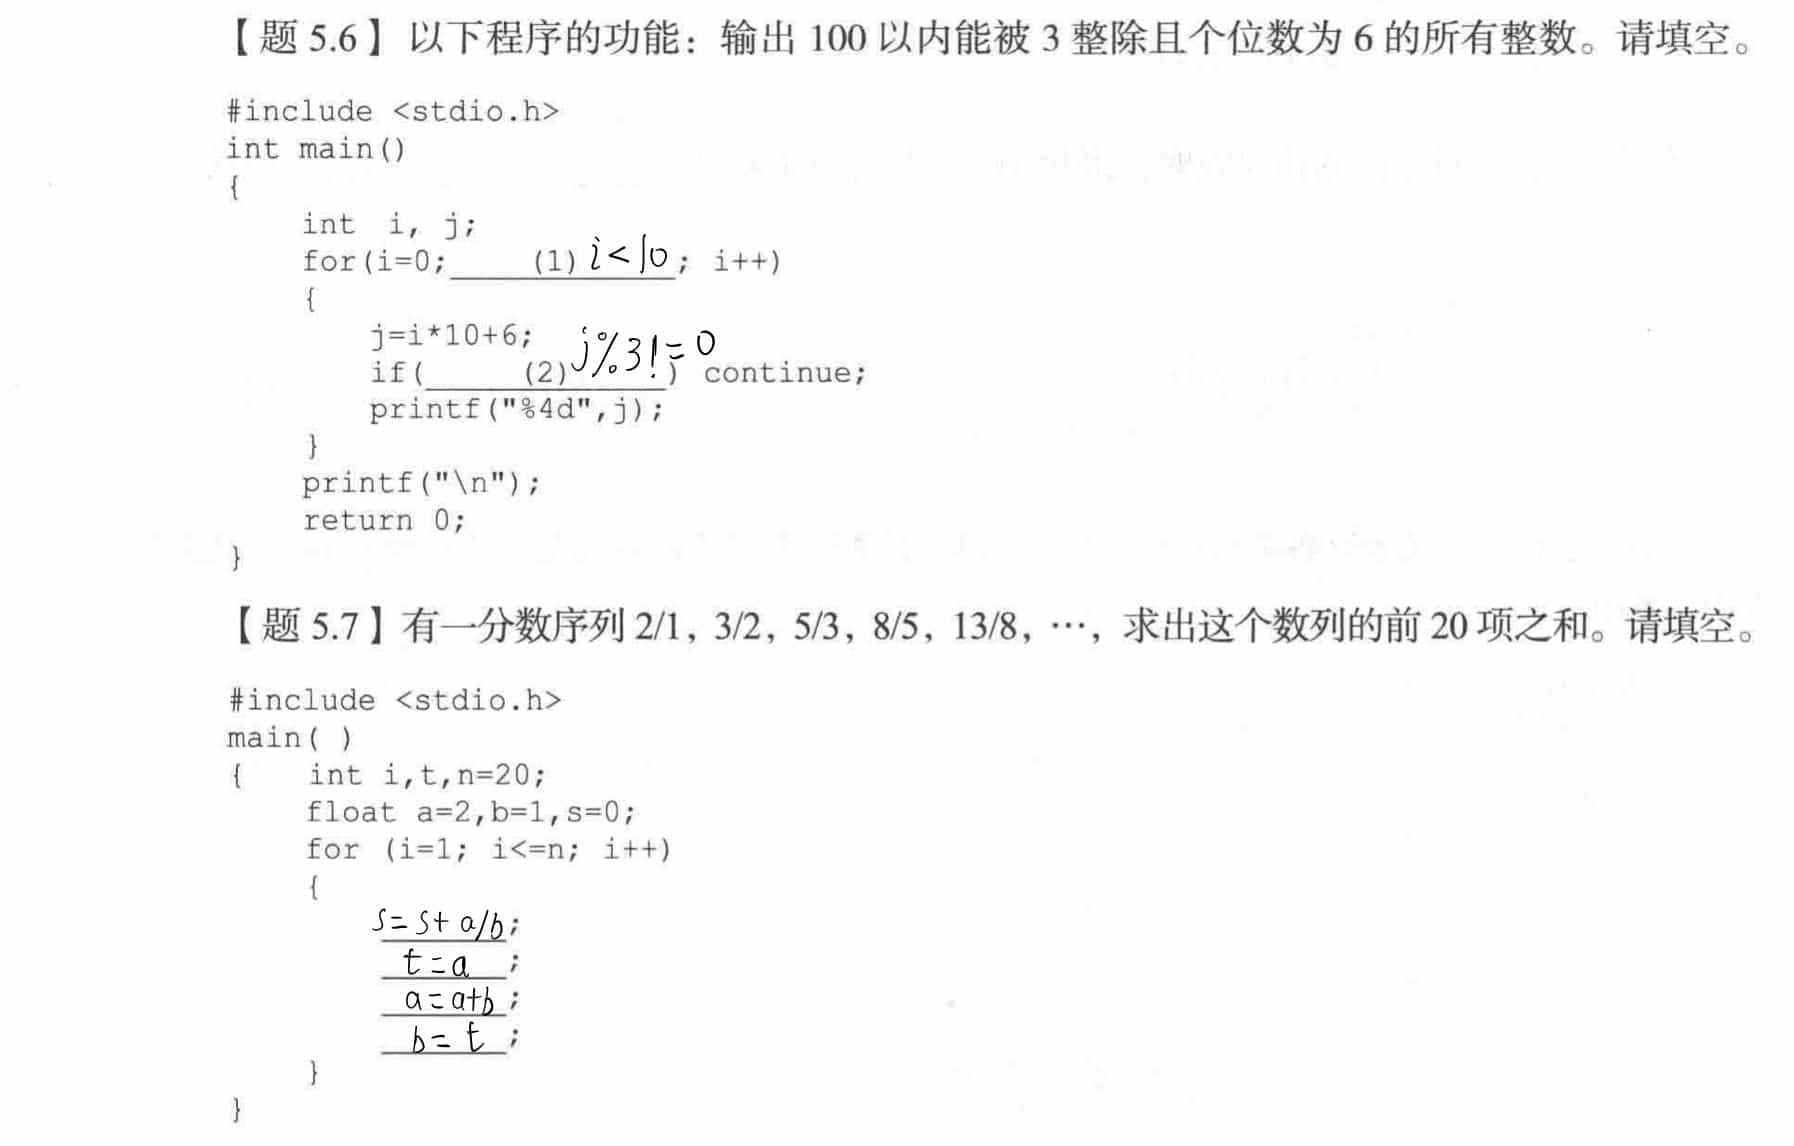 【题 5.6】以下程序的功能：输出 100 以内能被 3 整除且个位数为 6 的所有整数。请填空。
#include <stdio.h>
int main()
{
int i, j;
for(i=0; (1) i<10; i++)
{
j=i*10+6;
if( (2) j%3!=0) continue;
printf("%4d",j);
}
printf("\n");
return 0;
}
【题 5.7】有一分数序列 2/1, 3/2, 5/3, 8/5, 13/8, …, 求出这个数列的前 20 项之和。请填空。
#include <stdio.h>
main( )
{ int i,t,n=20;
float a=2,b=1,s=0;
for (i=1; i<=n; i++)
{
s=s+a/b;
t=a;
a=a+b;
b=t;
}
}